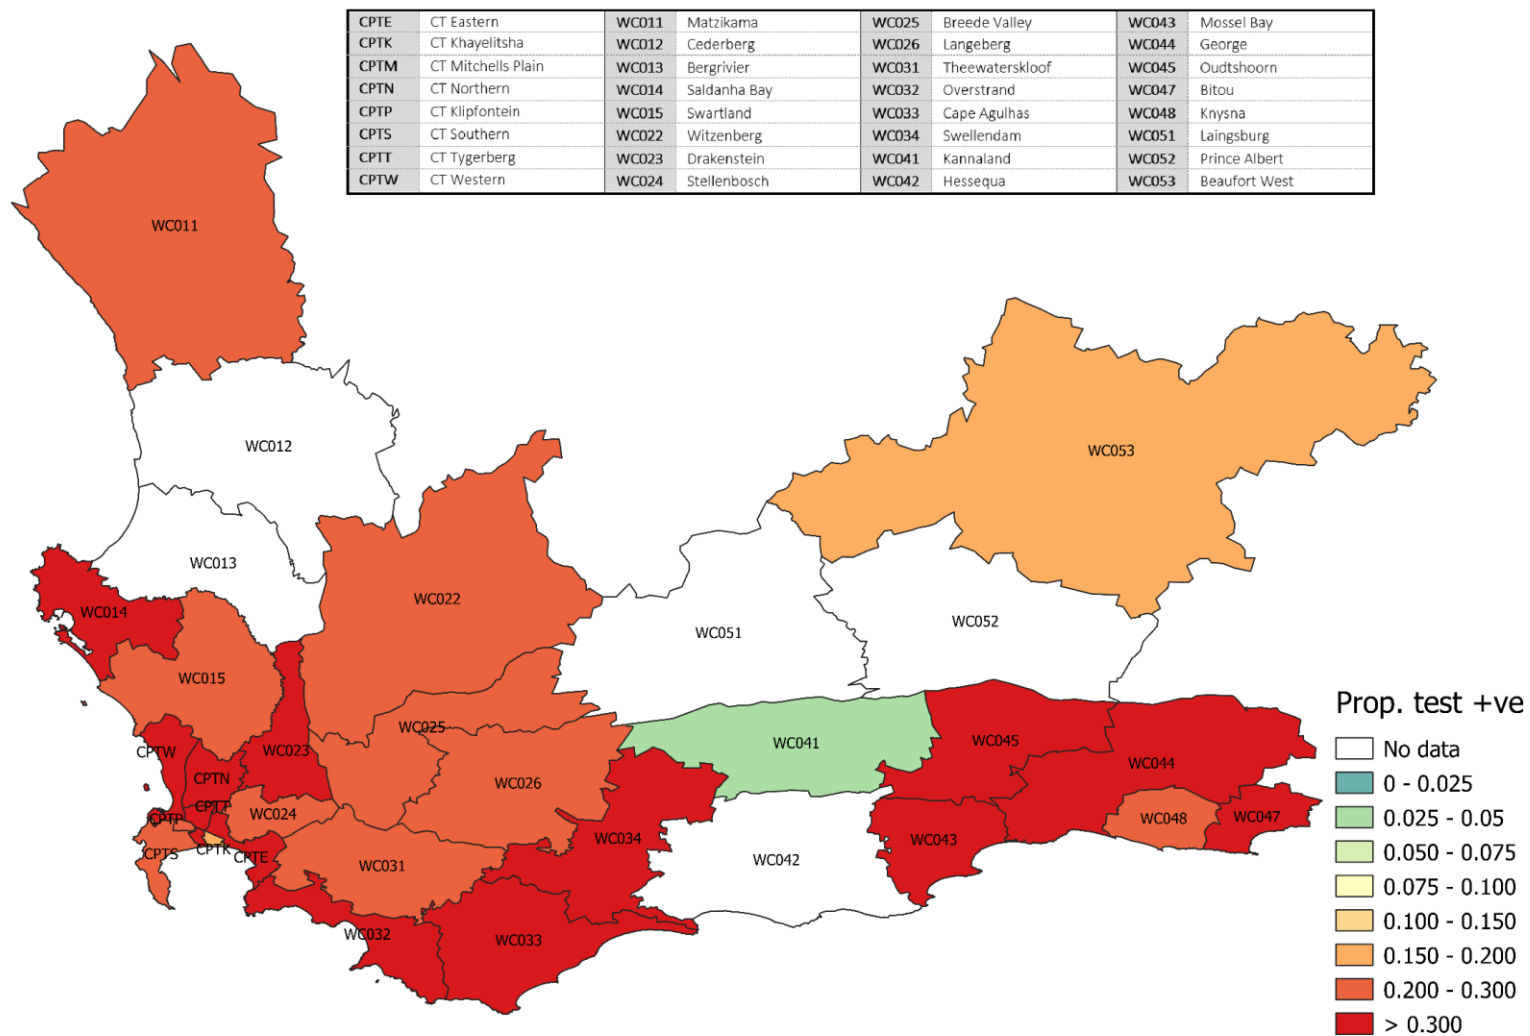 CPTE CT Eastern WC011 Matzikama WC025 Breede Valley WC043 Mossel Bay
CPTK CT Khayelitsha WC012 Cederberg WC026 Langeberg WC044 George
CPTM CT Mitchells Plain WC013 Bergrivier WC031 Theewaterskloof WC045 Oudtshoorn
CPTN CT Northern WC014 Saldanha Bay WC032 Overstrand WC047 Bitou
CPTP CT Klipfontein WC015 Swartland WC033 Cape Agulhas WC048 Knysna
CPTS CT Southern WC022 Witzenberg WC034 Swellendam WC051 Laingsburg
CPTT CT Tygerberg WC023 Drakenstein WC041 Kannaland WC052 Prince Albert
CPTW CT Western WC024 Stellenbosch WC042 Hessequa WC053 Beaufort West
WC011
WC012
WC053
WC013
WC022
WC014
WC052
WC051
WC015
WC025
WC041
WC045
CPTW
WC023
WC044
CPTN
WC026
CPTT
WC024
CPTP
WC048
WC047
WC034
WC043
CPTK
CPTS
CPTE
WC031
WC042
WC032
WC033
Prop. test +ve
No data
0 - 0.025
0.025 - 0.05
0.050 - 0.075
0.075 - 0.100
0.100 - 0.150
0.150 - 0.200
0.200 - 0.300
> 0.300